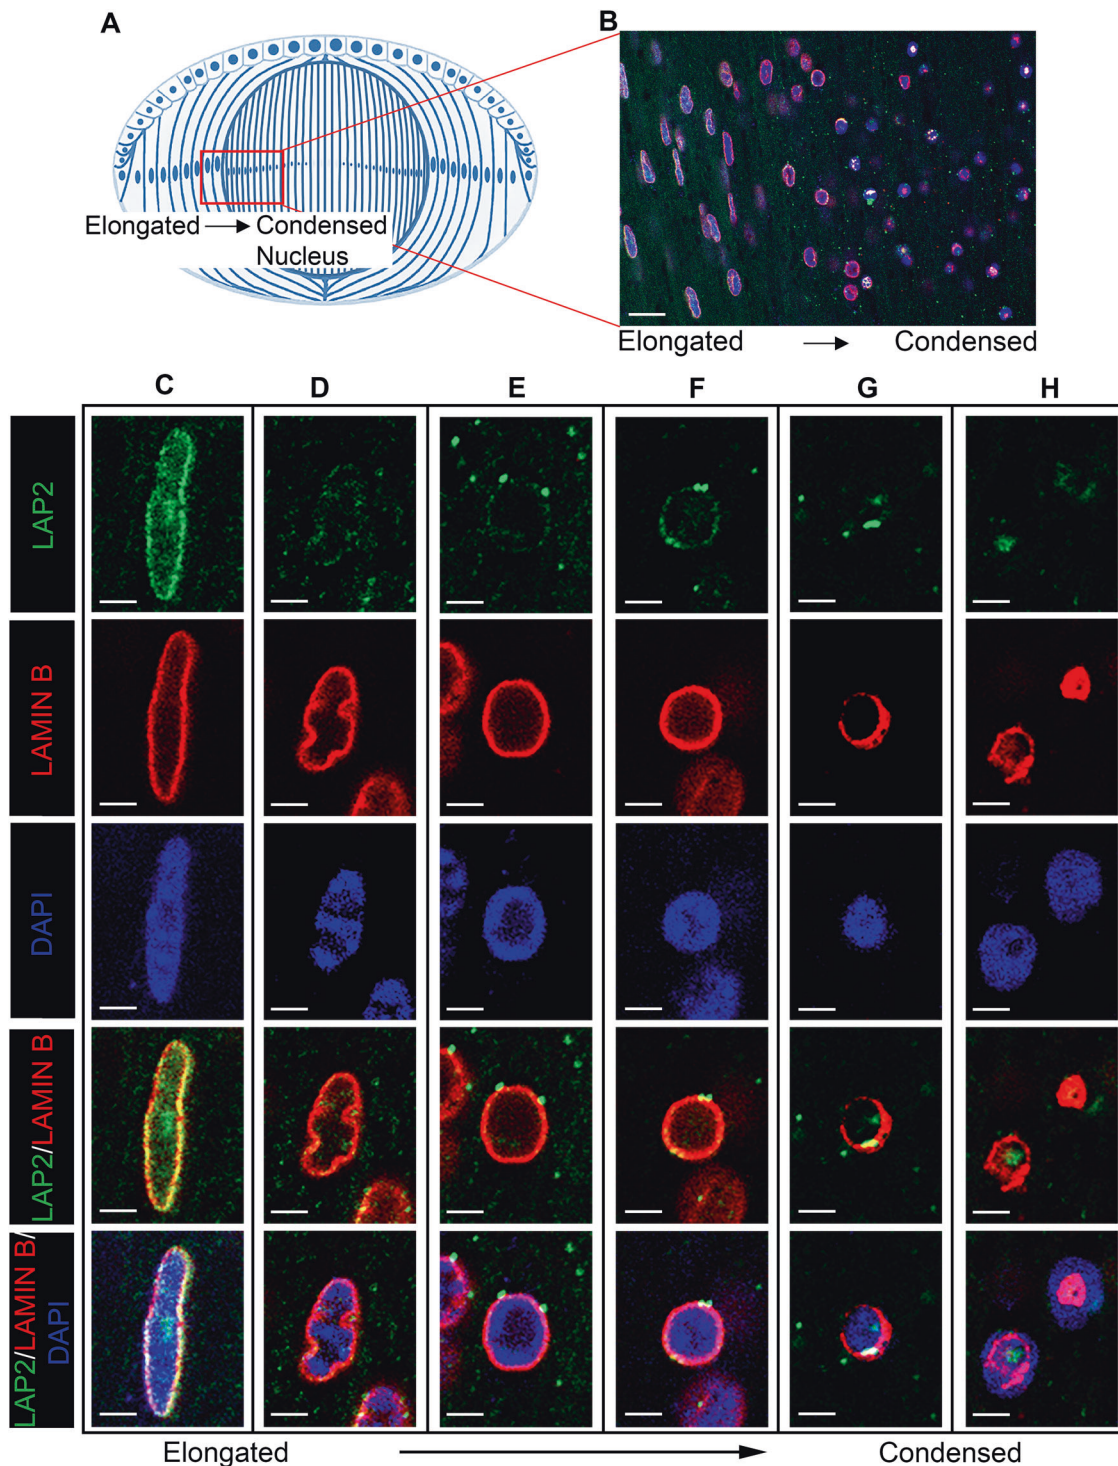 A
B
Elongated → Condensed
Nucleus
Elongated → Condensed
C D E F G H
LAP2
LAMIN B
DAPI
LAP2/LAMIN B
LAP2/LAMIN B/
DAPI
Elongated → Condensed